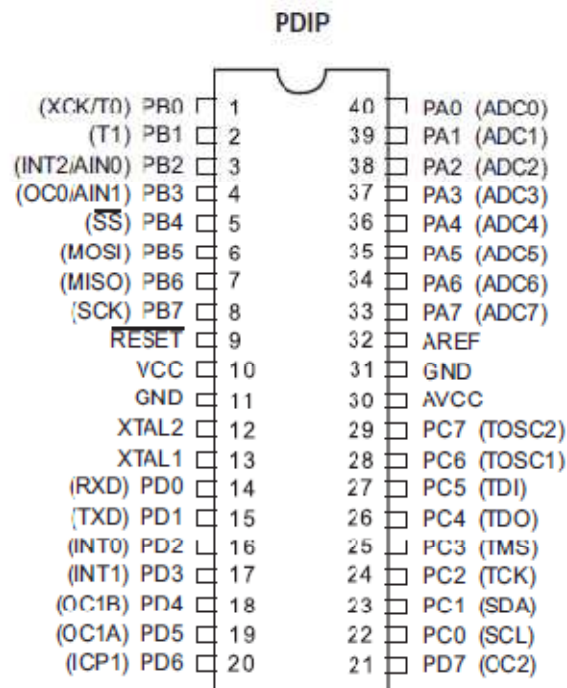 PDIP
(XCK/T0) PB0 1 40 PA0 (ADC0)
(T1) PB1 2 39 PA1 (ADC1)
(INT2/AIN0) PB2 3 38 PA2 (ADC2)
(OC0/AIN1) PB3 4 37 PA3 (ADC3)
(SS) PB4 5 36 PA4 (ADC4)
(MOSI) PB5 6 35 PA5 (ADC5)
(MISO) PB6 7 34 PA6 (ADC6)
(SCK) PB7 8 33 PA7 (ADC7)
RESET 9 32 AREF
VCC 10 31 GND
GND 11 30 AVCC
XTAL2 12 29 PC7 (TOSC2)
XTAL1 13 28 PC6 (TOSC1)
(RXD) PD0 14 27 PC5 (TDI)
(TXD) PD1 15 26 PC4 (TDO)
(INT0) PD2 16 25 PC3 (TMS)
(INT1) PD3 17 24 PC2 (TCK)
(OC1B) PD4 18 23 PC1 (SDA)
(OC1A) PD5 19 22 PC0 (SCL)
(ICP1) PD6 20 21 PD7 (OC2)